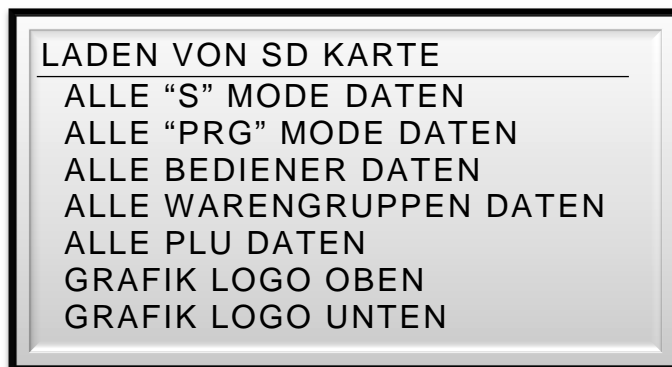 LADEN VON SD KARTE
ALLE “S” MODE DATEN
ALLE “PRG” MODE DATEN
ALLE BEDIENER DATEN
ALLE WARENGRUPPEN DATEN
ALLE PLU DATEN
GRAFIK LOGO OBEN
GRAFIK LOGO UNTEN